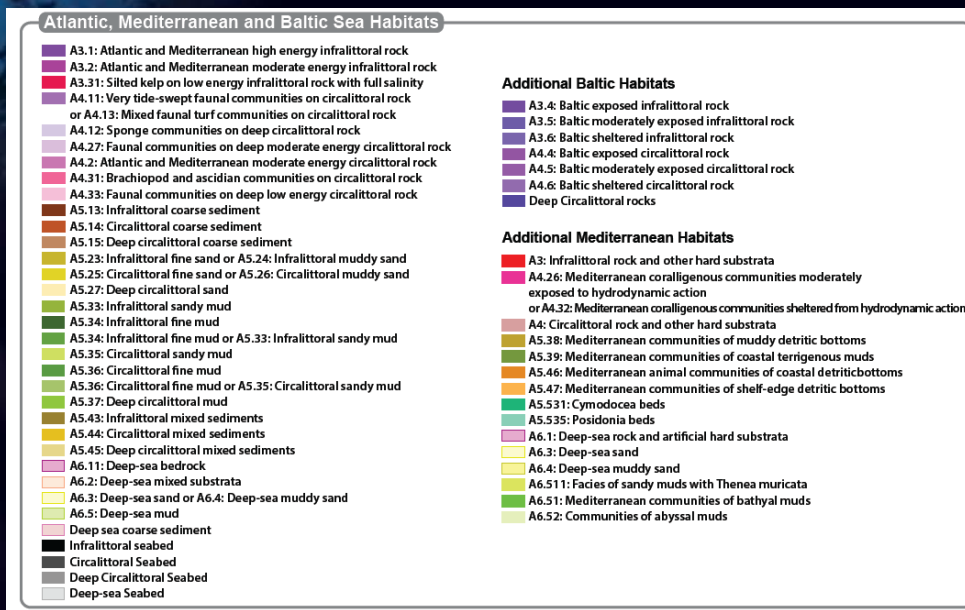 Atlantic, Mediterranean and Baltic Sea Habitats
A3.1: Atlantic and Mediterranean high energy infralittoral rock
A3.2: Atlantic and Mediterranean moderate energy infralittoral rock
A3.31: Silted kelp on low energy infralittoral rock with full salinity
A4.11: Very tide-swept faunal communities on circalittoral rock
or A4.13: Mixed faunal turf communities on circalittoral rock
A4.12: Sponge communities on deep circalittoral rock
A4.27: Faunal communities on deep moderate energy circalittoral rock
A4.2: Atlantic and Mediterranean moderate energy circalittoral rock
A4.31: Brachiopod and ascidian communities on circalittoral rock
A4.33: Faunal communities on deep low energy circalittoral rock
A5.13: Infralittoral coarse sediment
A5.14: Circalittoral coarse sediment
A5.15: Deep circalittoral coarse sediment
A5.23: Infralittoral fine sand or A5.24: Infralittoral muddy sand
A5.25: Circalittoral fine sand or A5.26: Circalittoral muddy sand
A5.27: Deep circalittoral sand
A5.33: Infralittoral sandy mud
A5.34: Infralittoral fine mud
A5.34: Infralittoral fine mud or A5.33: Infralittoral sandy mud
A5.35: Circalittoral sandy mud
A5.36: Circalittoral fine mud
A5.36: Circalittoral fine mud or A5.35: Circalittoral sandy mud
A5.37: Deep circalittoral mud
A5.43: Infralittoral mixed sediments
A5.44: Circalittoral mixed sediments
A5.45: Deep circalittoral mixed sediments
A6.11: Deep-sea bedrock
A6.2: Deep-sea mixed substrata
A6.3: Deep-sea sand or A6.4: Deep-sea muddy sand
A6.5: Deep-sea mud
Deep sea coarse sediment
Infralittoral seabed
Circalittoral Seabed
Deep Circalittoral Seabed
Deep-sea Seabed
Additional Baltic Habitats
A3.4: Baltic exposed infralittoral rock
A3.5: Baltic moderately exposed infralittoral rock
A3.6: Baltic sheltered infralittoral rock
A4.4: Baltic exposed circalittoral rock
A4.5: Baltic moderately exposed circalittoral rock
A4.6: Baltic sheltered circalittoral rock
Deep Circalittoral rocks
Additional Mediterranean Habitats
A3: Infralittoral rock and other hard substrata
A4.26: Mediterranean coralligenous communities moderately
exposed to hydrodynamic action
or A4.32: Mediterranean coralligenous communities sheltered from hydrodynamic action
A4: Circalittoral rock and other hard substrata
A5.38: Mediterranean communities of muddy detritic bottoms
A5.39: Mediterranean communities of coastal terrigenous muds
A5.46: Mediterranean animal communities of coastal detriticbottoms
A5.47: Mediterranean communities of shelf-edge detritic bottoms
A5.531: Cymodocea beds
A5.535: Posidonia beds
A6.1: Deep-sea rock and artificial hard substrata
A6.3: Deep-sea sand
A6.4: Deep-sea muddy sand
A6.511: Facies of sandy muds with Thenea muricata
A6.51: Mediterranean communities of bathyal muds
A6.52: Communities of abyssal muds